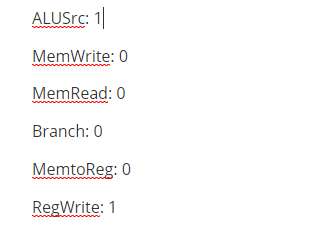 ALUSrc: 1
MemWrite: 0
MemRead: 0
Branch: 0
MemtoReg: 0
RegWrite: 1